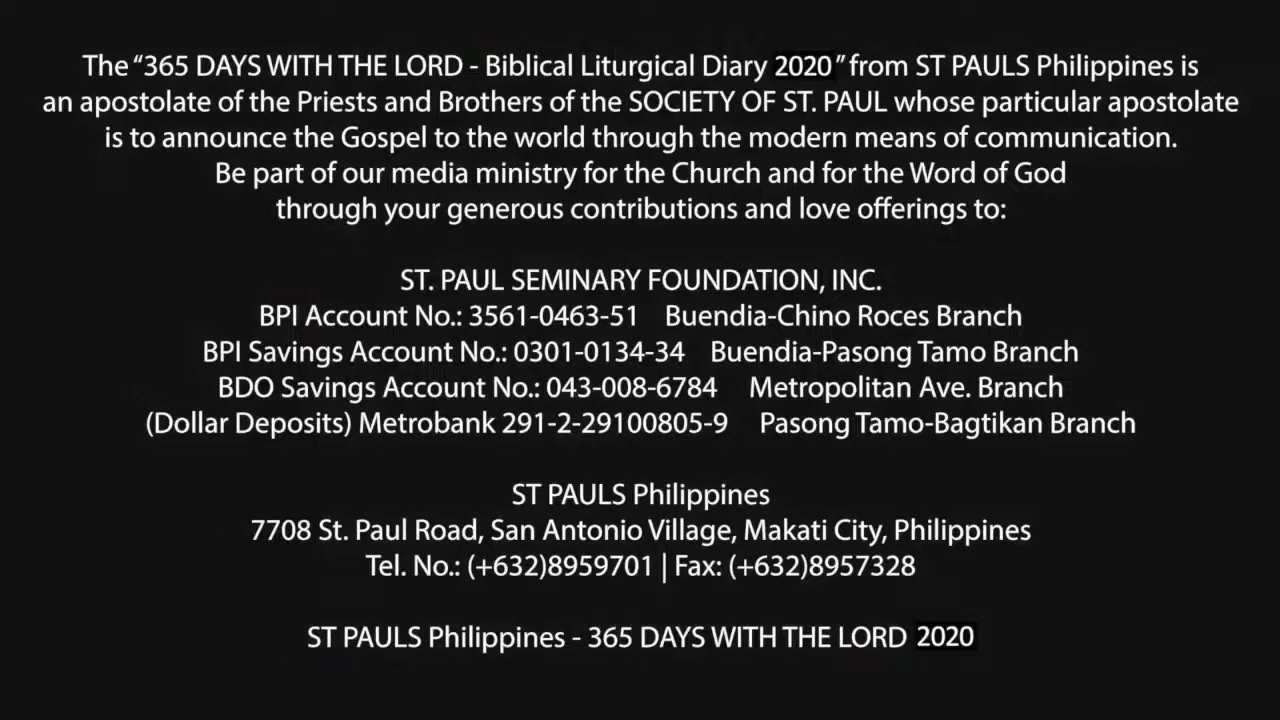 The “365 DAYS WITH THE LORD - Biblical Liturgical Diary 2020” from ST PAULS Philippines is
an apostolate of the Priests and Brothers of the SOCIETY OF ST. PAUL whose particular apostolate
is to announce the Gospel to the world through the modern means of communication.
Be part of our media ministry for the Church and for the Word of God
through your generous contributions and love offerings to:
ST. PAUL SEMINARY FOUNDATION, INC.
BPI Account No.: 3561-0463-51 Buendia-Chino Roces Branch
BPI Savings Account No.: 0301-0134-34 Buendia-Pasong Tamo Branch
BDO Savings Account No.: 043-008-6784 Metropolitan Ave. Branch
(Dollar Deposits) Metrobank 291-2-29100805-9 Pasong Tamo-Bagtikan Branch
ST PAULS Philippines
7708 St. Paul Road, San Antonio Village, Makati City, Philippines
Tel. No.: (+632)8959701 | Fax: (+632)8957328
ST PAULS Philippines - 365 DAYS WITH THE LORD 2020